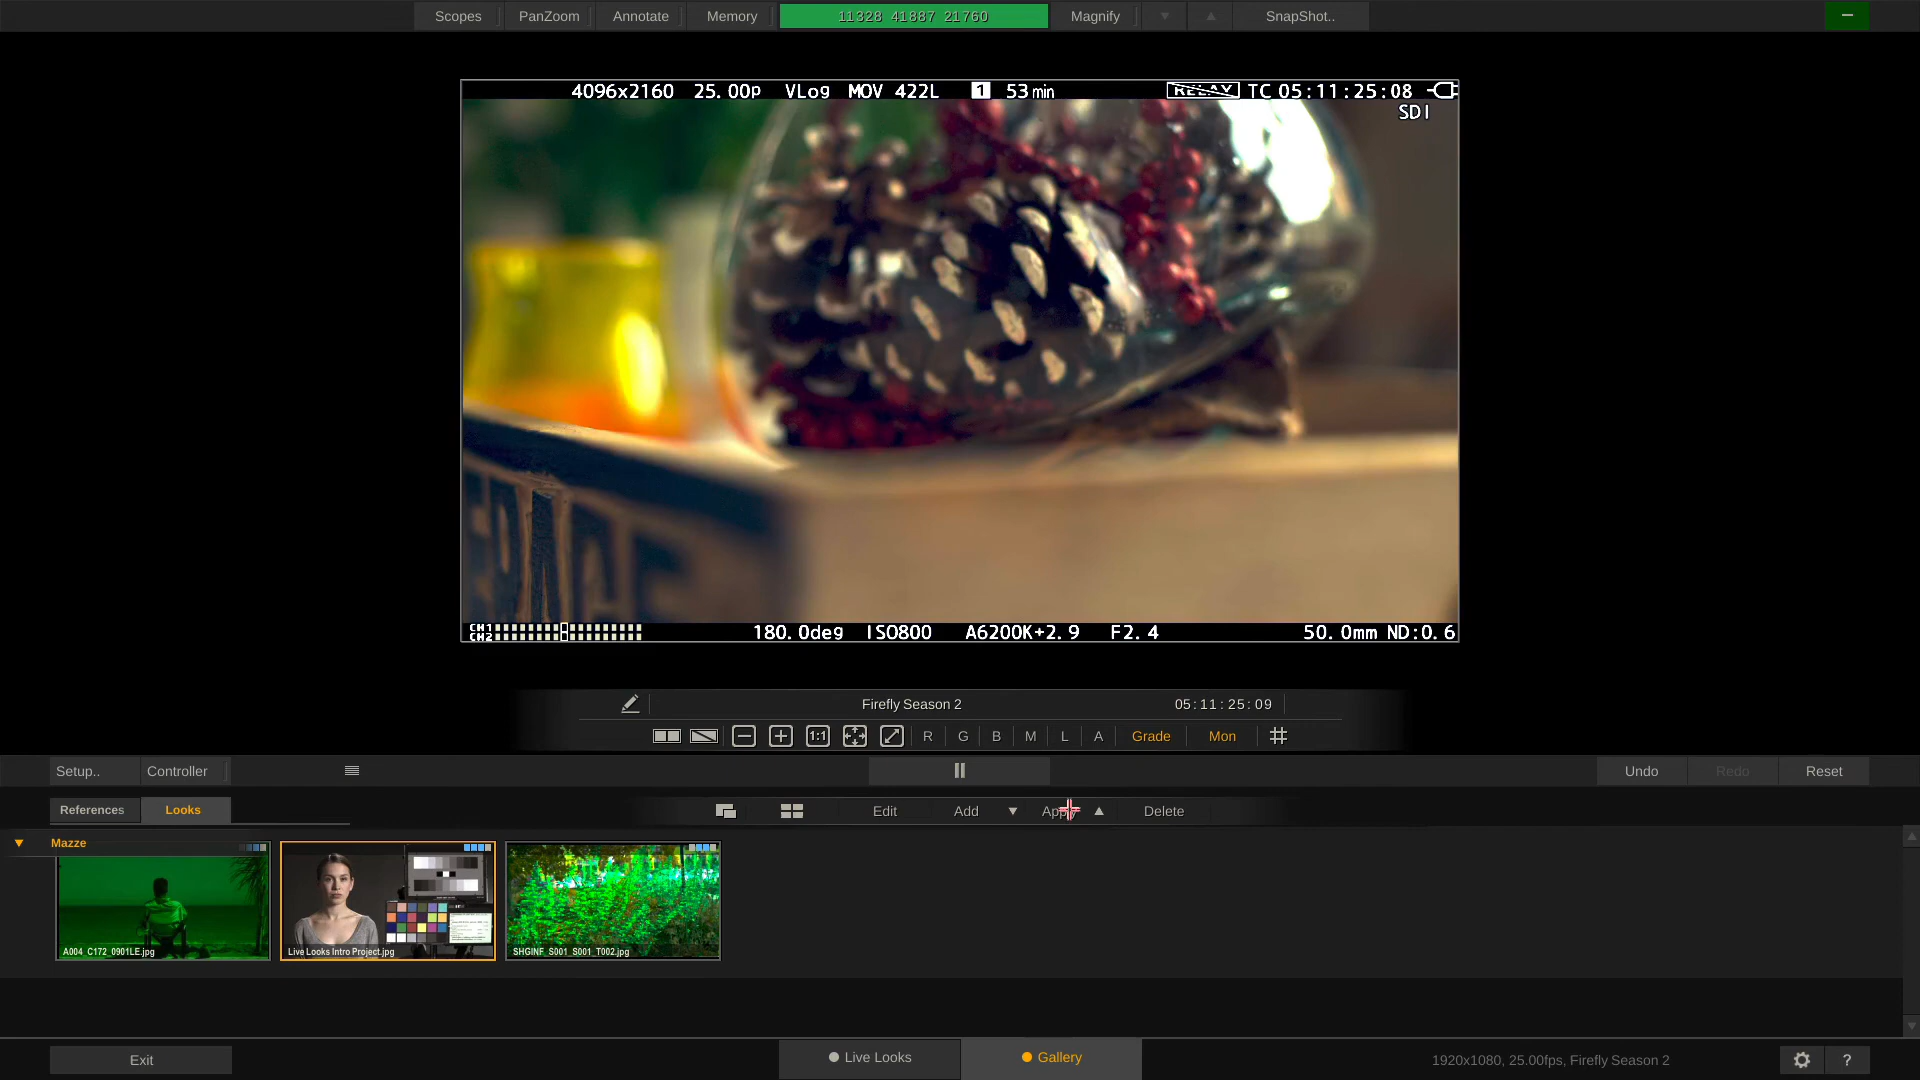 Scopes PanZoom Annotate Memory 11328 41887 21760 Magnify SnapShot..
4096x2160 25.00p VLog MOV 422L 1 53min RELAY TC 05:11:25:08
SDI
CH1
CH2
180.0deg ISO800 A6200K+2.9 F2.4 50.0mm ND:0.6
Firefly Season 2 05:11:25:09
1:1 R G B M L A Grade Mon
Setup.. Controller Undo Redo Reset
References Looks Edit Add Delete
Mazze
A004_C172_0901LE.jpg Live Looks Intro Project.jpg SHGINF_S001_S001_T002.jpg
Exit Live Looks Gallery 1920x1080, 25.00fps, Firefly Season 2 ?